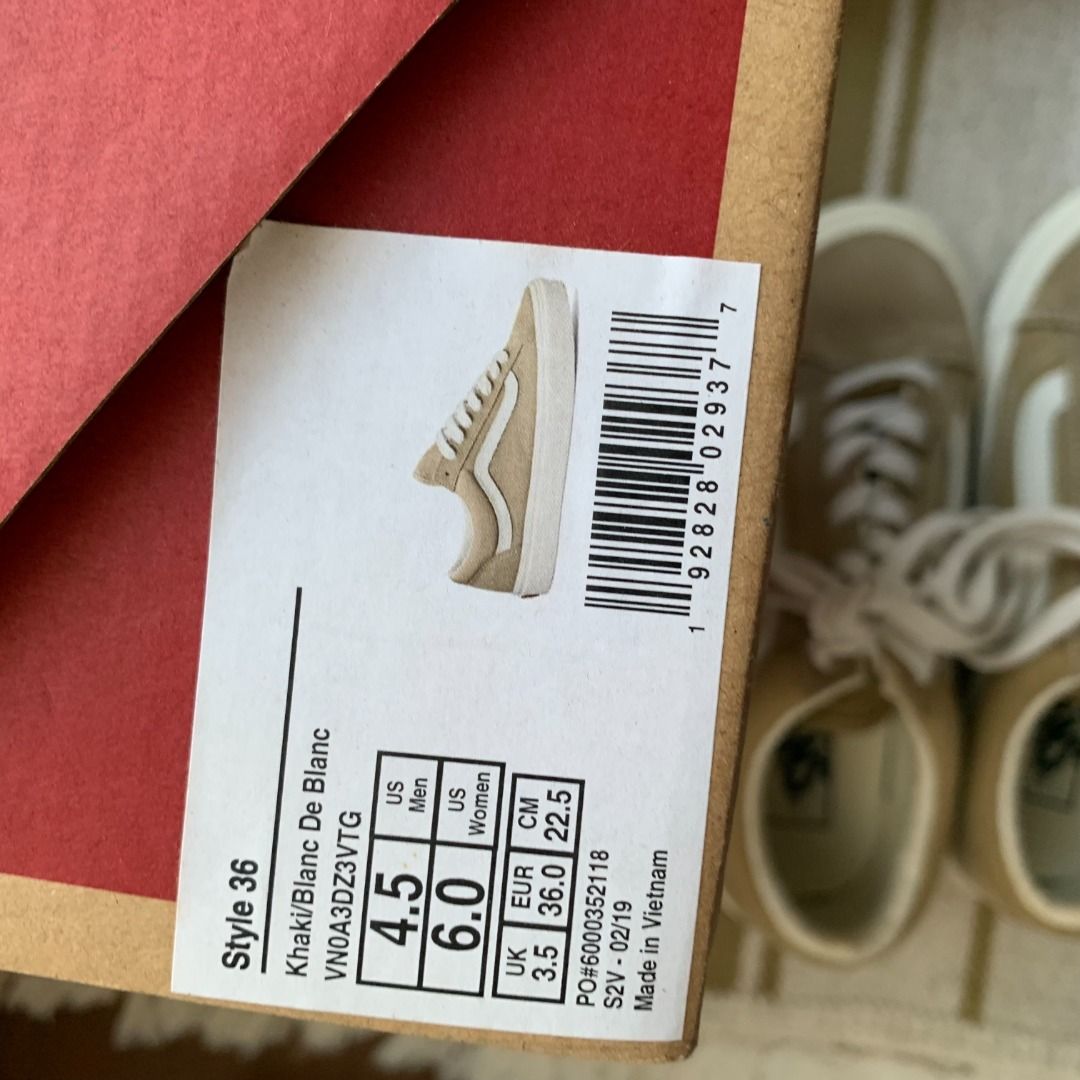 Style 36
Khaki/Blanc De Blanc
VN0A3DZ3VTG
4.5 US Men
6.0 US Women
UK EUR CM
3.5 36.0 22.5
PO#6000352118
S2V - 02/19
Made in Vietnam
1 92828 02937 7